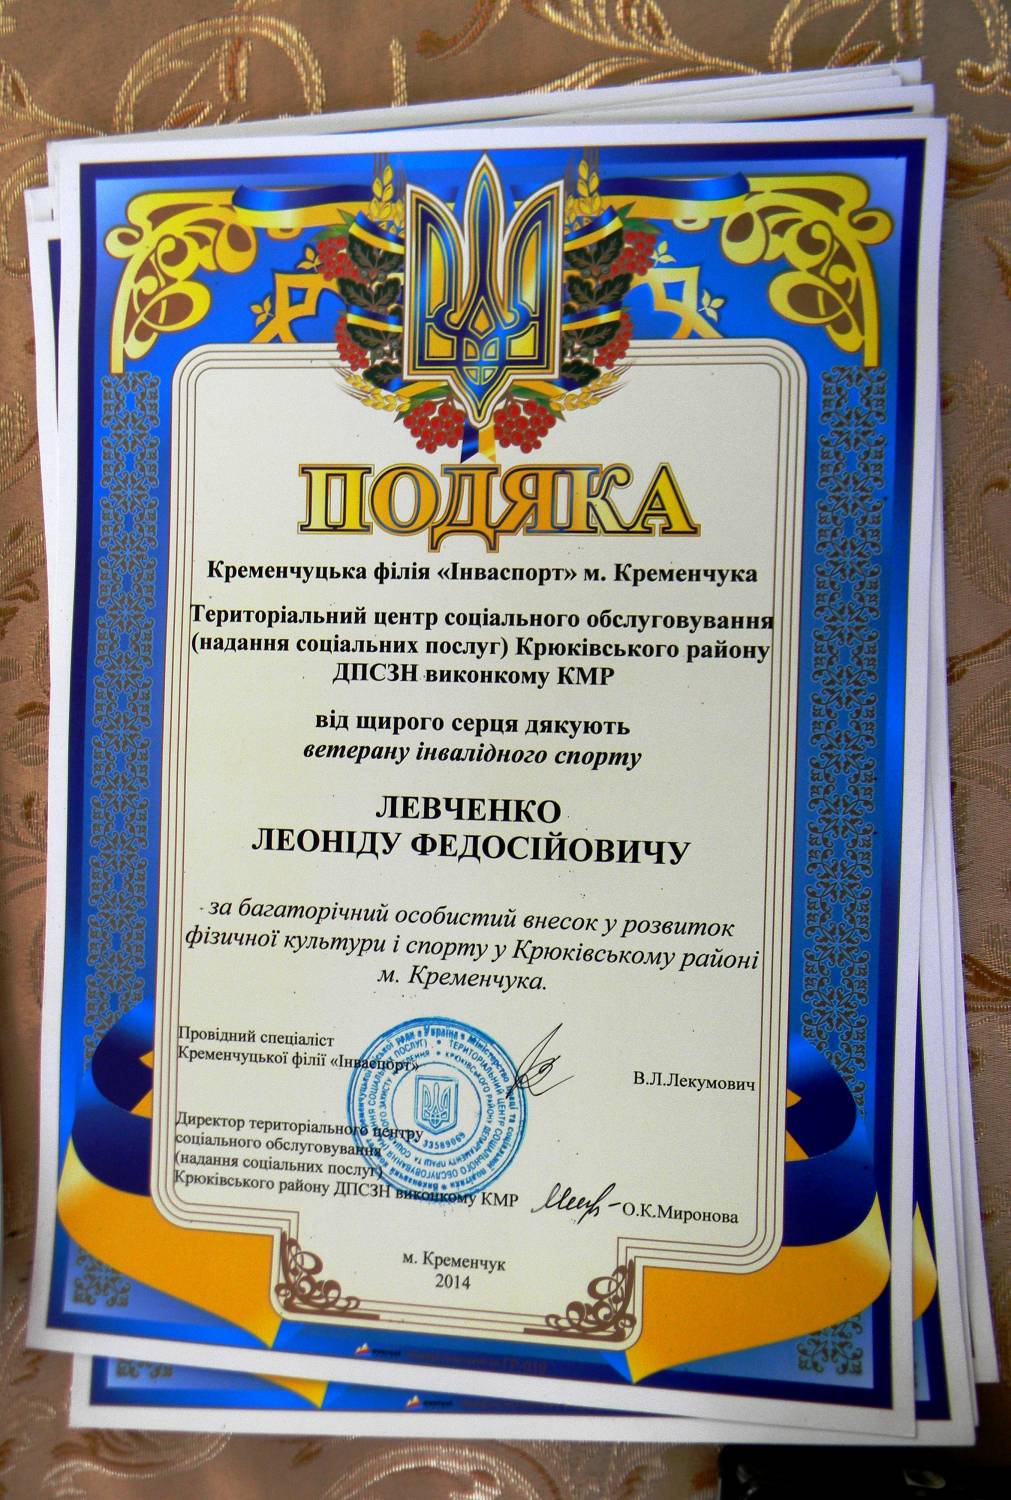 ПОДЯКА
Кременчуцька філія «Інваспорт» м. Кременчука
Територіальний центр соціального обслуговування
(надання соціальних послуг) Крюківського району
ДПСЗН виконкому КМР
від щирого серця дякують
ветерану інвалідного спорту
ЛЕВЧЕНКО
ЛЕОНІДУ ФЕДОСІЙОВИЧУ
за багаторічний особистий внесок у розвиток
фізичної культури і спорту у Крюківському районі
м. Кременчука.
Провідний спеціаліст
Кременчуцької філії «Інваспорт»
В.Л.Лекумович
Директор територіального центру
соціального обслуговування
(надання соціальних послуг)
Крюківського району ДПСЗН виконкому КМР
О.К.Миронова
33589069
м. Кременчук
2014